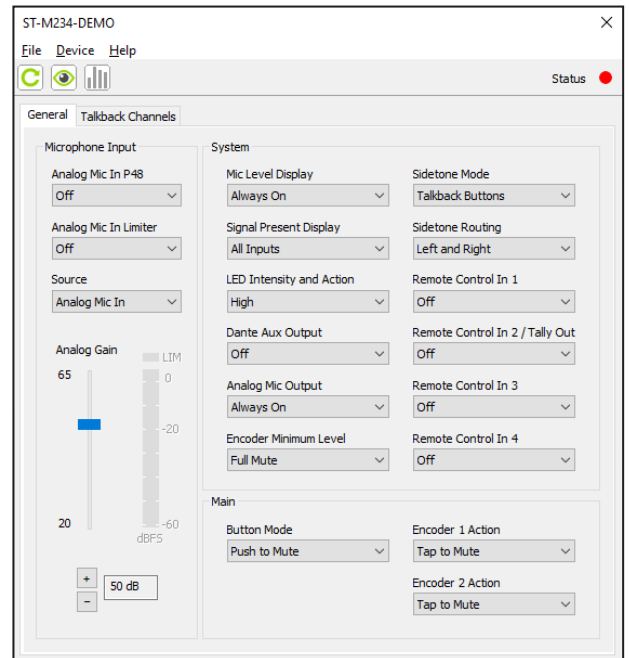 ST-M234-DEMO
File Device Help
Status
General Talkback Channels
Microphone Input
Analog Mic In P48
Off
Analog Mic In Limiter
Off
Source
Analog Mic In
Analog Gain
LIM
65
0
-20
20
-60
dBFS
+
-
50 dB
System
Mic Level Display
Always On
Signal Present Display
All Inputs
LED Intensity and Action
High
Dante Aux Output
Off
Analog Mic Output
Always On
Encoder Minimum Level
Full Mute
Sidetone Mode
Talkback Buttons
Sidetone Routing
Left and Right
Remote Control In 1
Off
Remote Control In 2 / Tally Out
Off
Remote Control In 3
Off
Remote Control In 4
Off
Main
Button Mode
Push to Mute
Encoder 1 Action
Tap to Mute
Encoder 2 Action
Tap to Mute